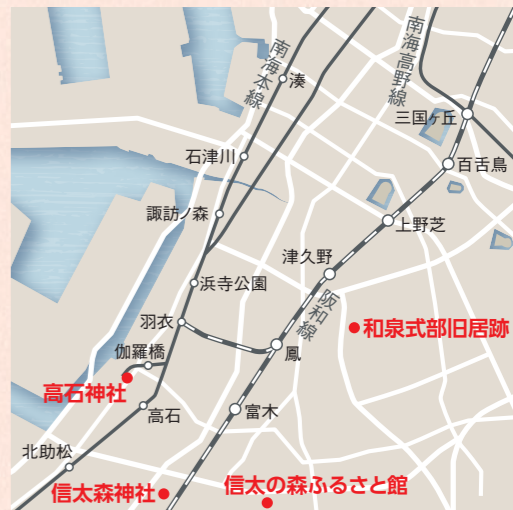 南海本線
湊
南海高野線
三国ヶ丘
石津川
百舌鳥
諏訪ノ森
上野芝
津久野
浜寺公園
阪和線
羽衣
和泉式部旧居跡
鳳
伽羅橋
高石神社
高石
富木
北助松
信太森神社
信太の森ふるさと館